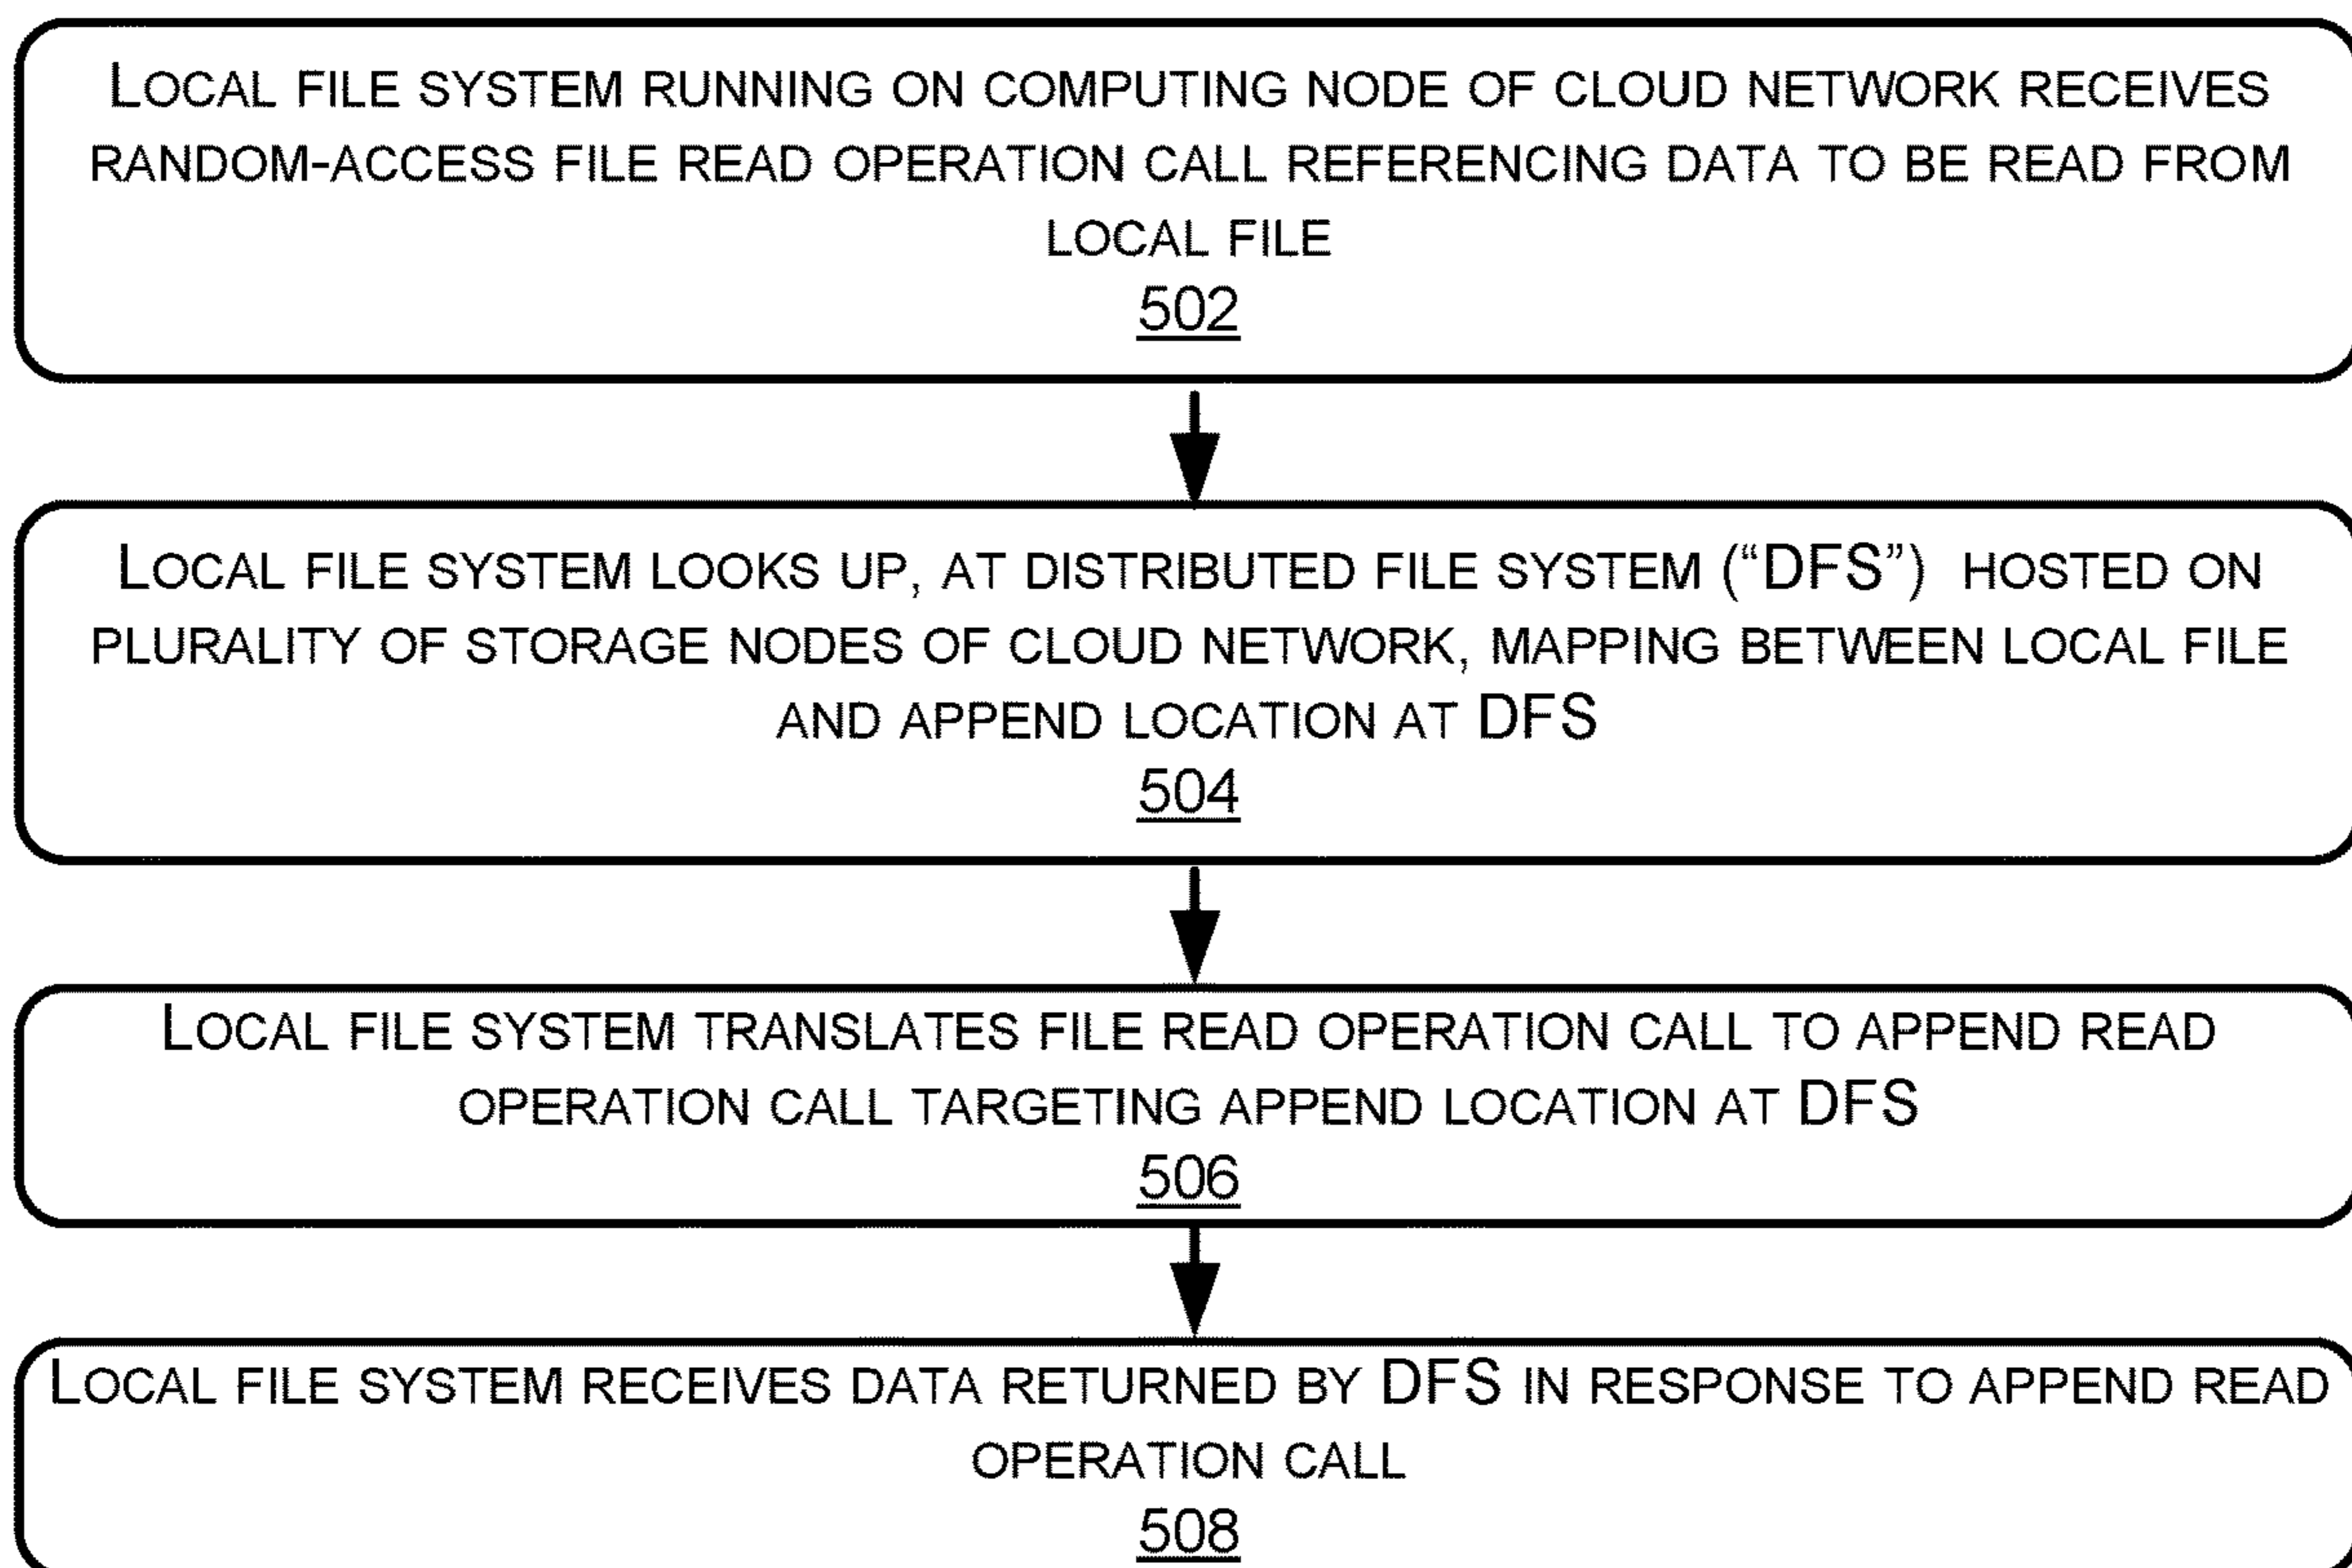 LOCAL FILE SYSTEM RUNNING ON COMPUTING NODE OF CLOUD NETWORK RECEIVES
RANDOM-ACCESS FILE READ OPERATION CALL REFERENCING DATA TO BE READ FROM
LOCAL FILE
502
LOCAL FILE SYSTEM LOOKS UP, AT DISTRIBUTED FILE SYSTEM (“DFS”) HOSTED ON
PLURALITY OF STORAGE NODES OF CLOUD NETWORK, MAPPING BETWEEN LOCAL FILE
AND APPEND LOCATION AT DFS
504
LOCAL FILE SYSTEM TRANSLATES FILE READ OPERATION CALL TO APPEND READ
OPERATION CALL TARGETING APPEND LOCATION AT DFS
506
LOCAL FILE SYSTEM RECEIVES DATA RETURNED BY DFS IN RESPONSE TO APPEND READ
OPERATION CALL
508